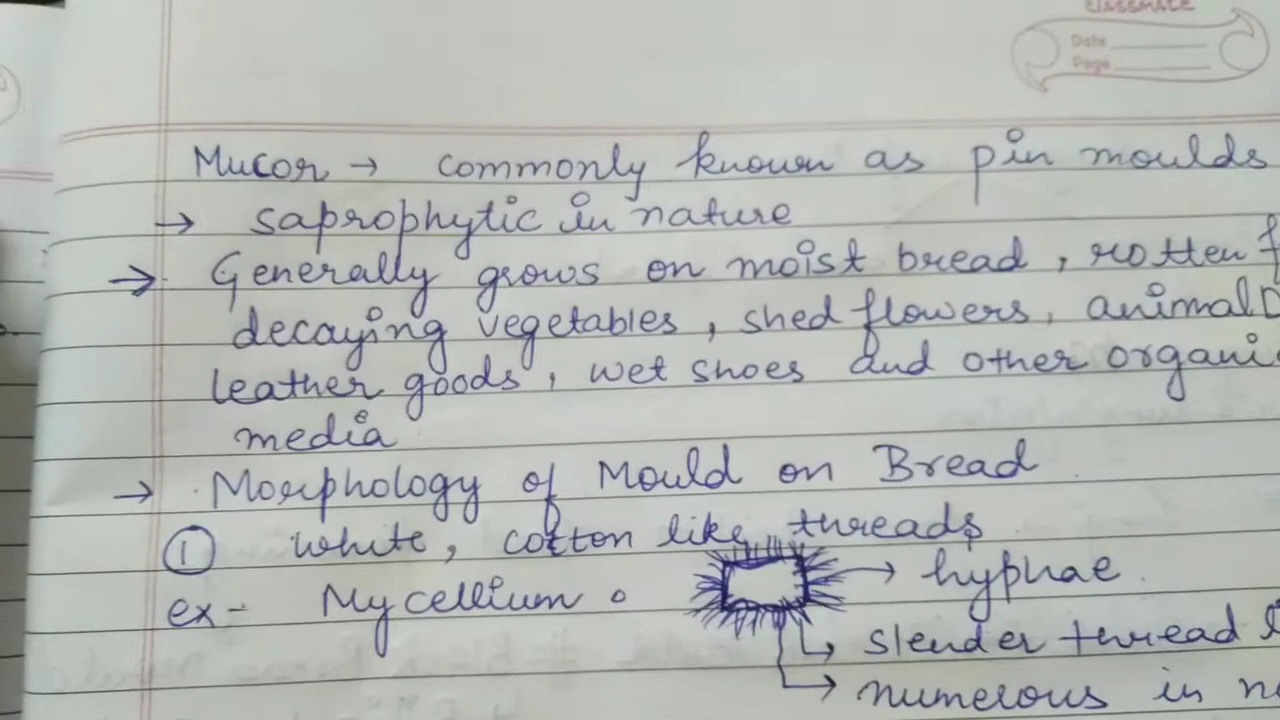 classmate
Date
Page
Mucor → commonly known as pin moulds
→ saprophytic in nature
→ Generally grows on moist bread, rotten
decaying vegetables, shed flowers, animal
leather goods, wet shoes and other organi
media
→ Morphology of Mould on Bread
① white, cotton like threads
ex- Mycellium
→ hyphae
→ slender thread
→ numerous in